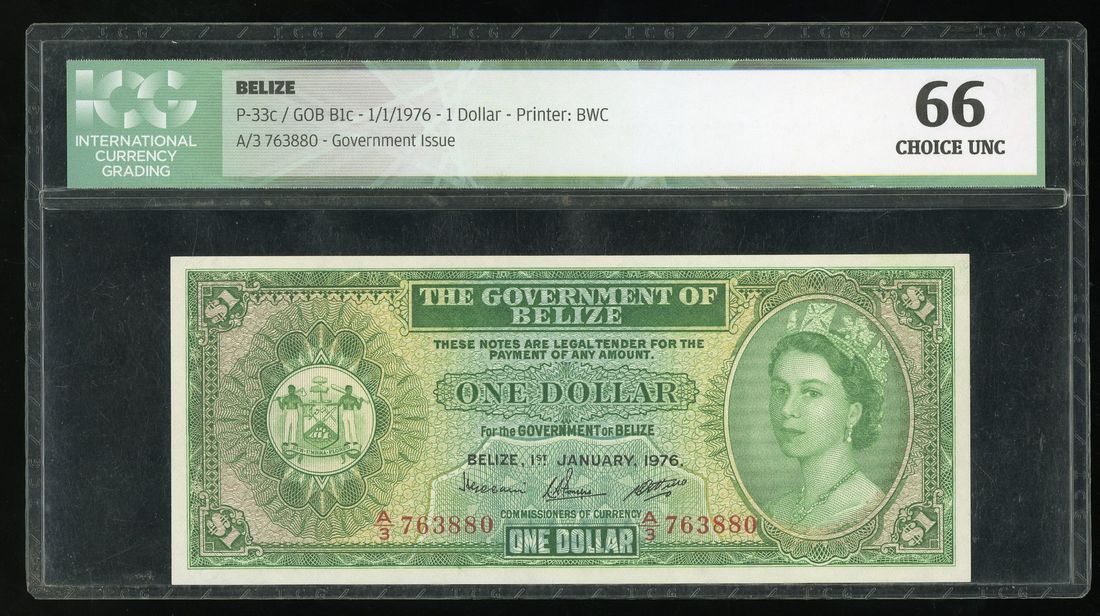 ICG
INTERNATIONAL
CURRENCY
GRADING
BELIZE
P-33c / GOB B1c - 1/1/1976 - 1 Dollar - Printer: BWC
A/3 763880 - Government Issue
66
CHOICE UNC
$1
$1
THE GOVERNMENT OF
BELIZE
THESE NOTES ARE LEGAL TENDER FOR THE
PAYMENT OF ANY AMOUNT.
ONE DOLLAR
For the GOVERNMENT OF BELIZE
BELIZE, 1ST JANUARY, 1976.
COMMISSIONERS OF CURRENCY
A/3 763880
A/3 763880
ONE DOLLAR
$1
$1